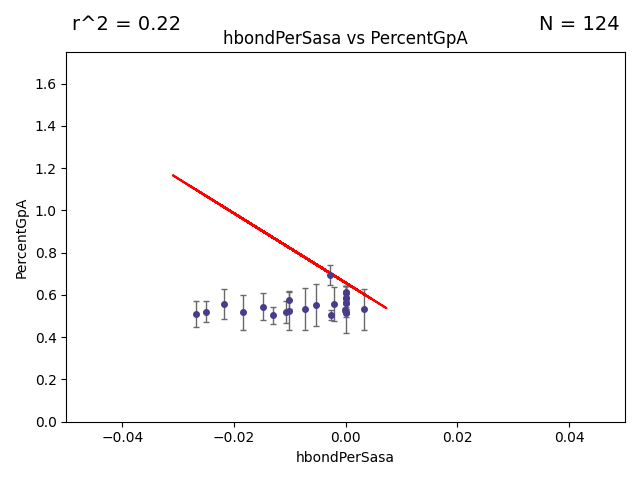 r^2 = 0.22
N = 124
hbondPerSasa vs PercentGpA
1.6
1.4
1.2
1.0
0.8
0.6
0.4
0.2
0.0
PercentGpA
−0.04
−0.02
0.00
0.02
0.04
hbondPerSasa